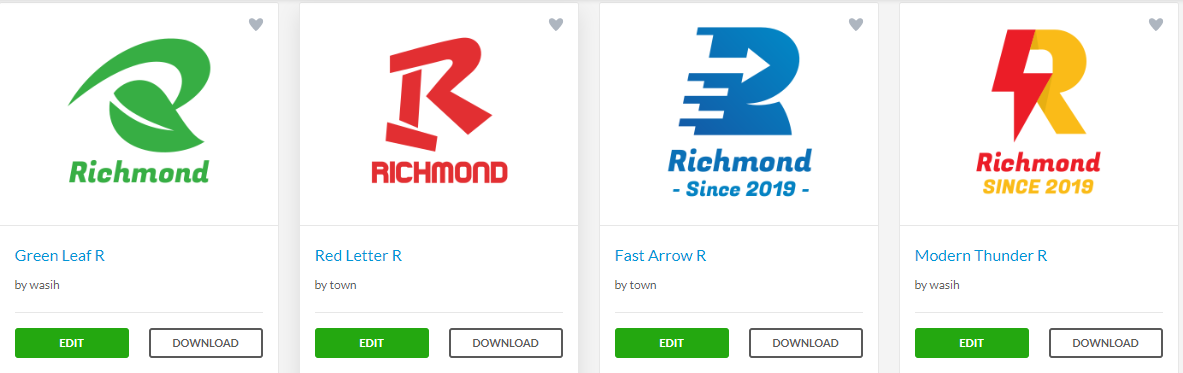 Richmond
Green Leaf R
by wasih
EDIT
DOWNLOAD
RICHMOND
Red Letter R
by town
EDIT
DOWNLOAD
Richmond
- Since 2019 -
Fast Arrow R
by town
EDIT
DOWNLOAD
Richmond
SINCE 2019
Modern Thunder R
by wasih
EDIT
DOWNLOAD